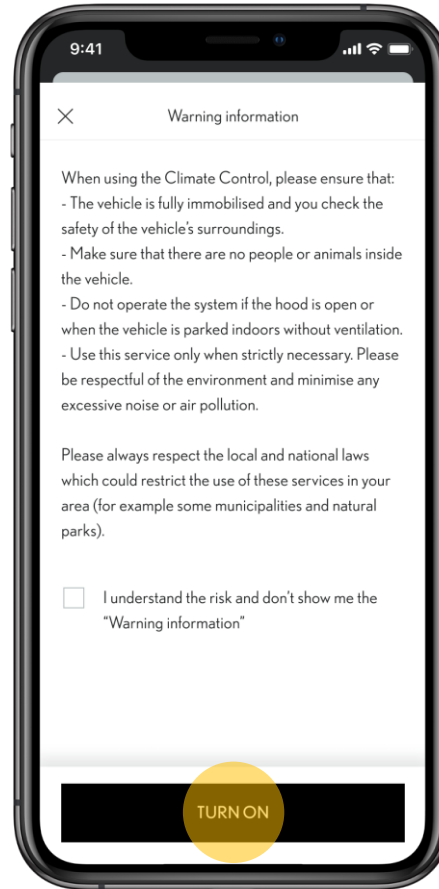 9:41
Warning information
When using the Climate Control, please ensure that:
- The vehicle is fully immobilised and you check the
safety of the vehicle's surroundings.
- Make sure that there are no people or animals inside
the vehicle.
- Do not operate the system if the hood is open or
when the vehicle is parked indoors without ventilation.
- Use this service only when strictly necessary. Please
be respectful of the environment and minimise any
excessive noise or air pollution.
Please always respect the local and national laws
which could restrict the use of these services in your
area (for example some municipalities and natural
parks).
I understand the risk and don't show me the
“Warning information”
TURN ON